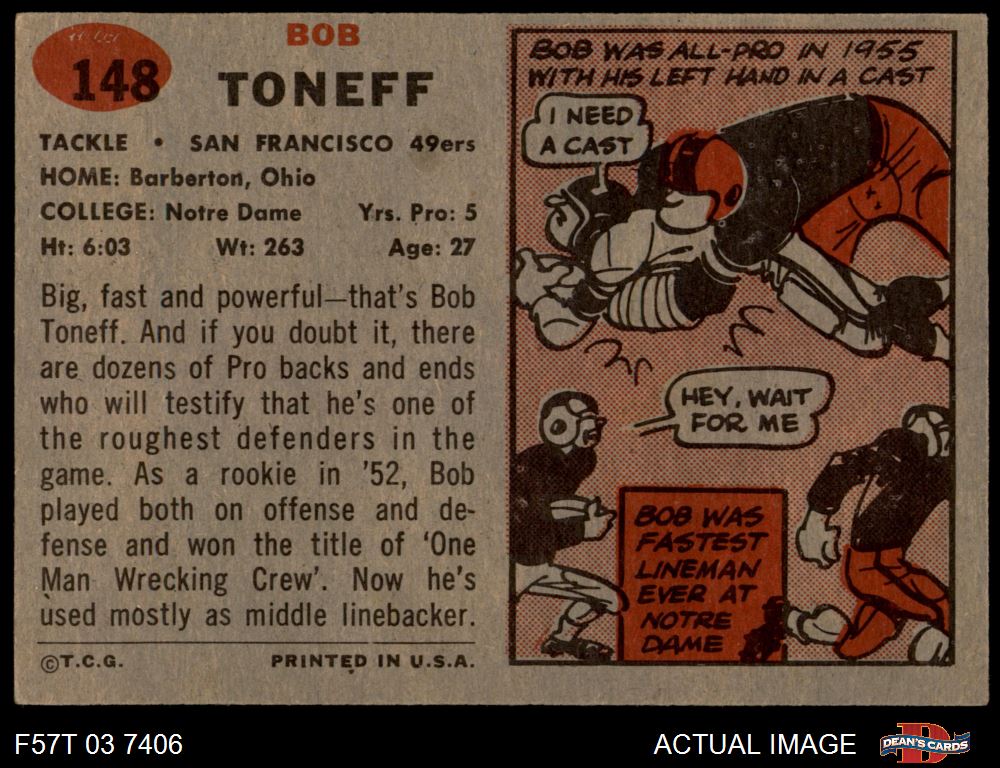 148
BOB
TONEFF
TACKLE • SAN FRANCISCO 49ers
HOME: Barberton, Ohio
COLLEGE: Notre Dame Yrs. Pro: 5
Ht: 6:03 Wt: 263 Age: 27
Big, fast and powerful—that's Bob
Toneff. And if you doubt it, there
are dozens of Pro backs and ends
who will testify that he's one of
the roughest defenders in the
game. As a rookie in '52, Bob
played both on offense and de-
fense and won the title of 'One
Man Wrecking Crew'. Now he's
used mostly as middle linebacker.
©T.C.G. PRINTED IN U.S.A.
BOB WAS ALL-PRO IN 1955
WITH HIS LEFT HAND IN A CAST
I NEED
A CAST
HEY, WAIT
FOR ME
BOB WAS
FASTEST
LINEMAN
EVER AT
NOTRE
DAME
F57T 03 7406
ACTUAL IMAGE
DEAN'S CARDS